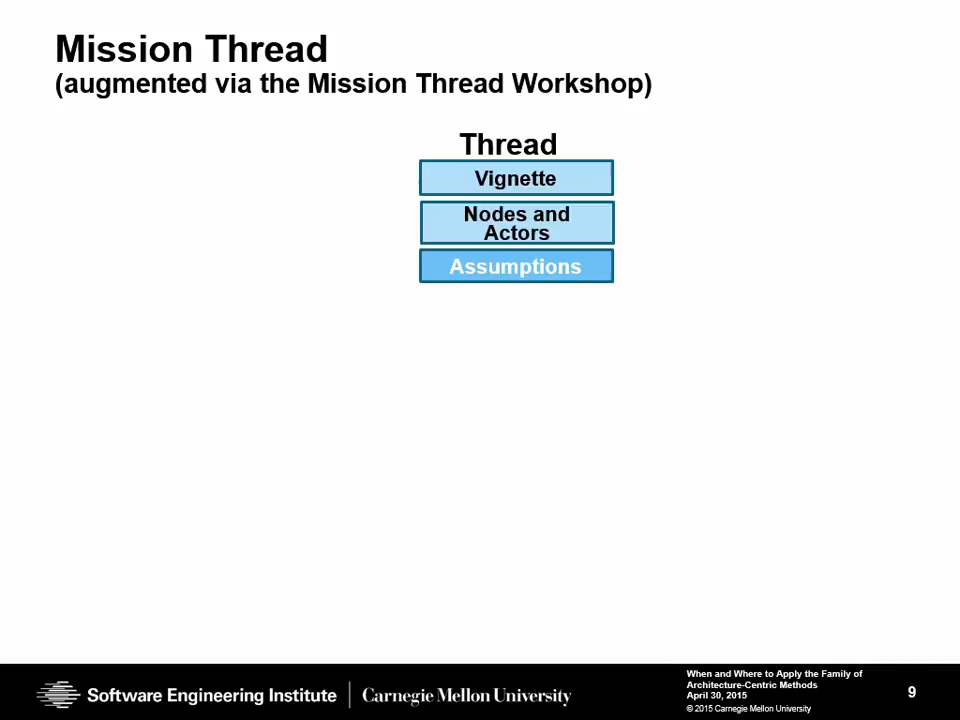 Mission Thread
(augmented via the Mission Thread Workshop)
Thread
Vignette
Nodes and
Actors
Assumptions
Software Engineering Institute
Carnegie Mellon University
When and Where to Apply the Family of
Architecture-Centric Methods
April 30, 2015
© 2015 Carnegie Mellon University
9